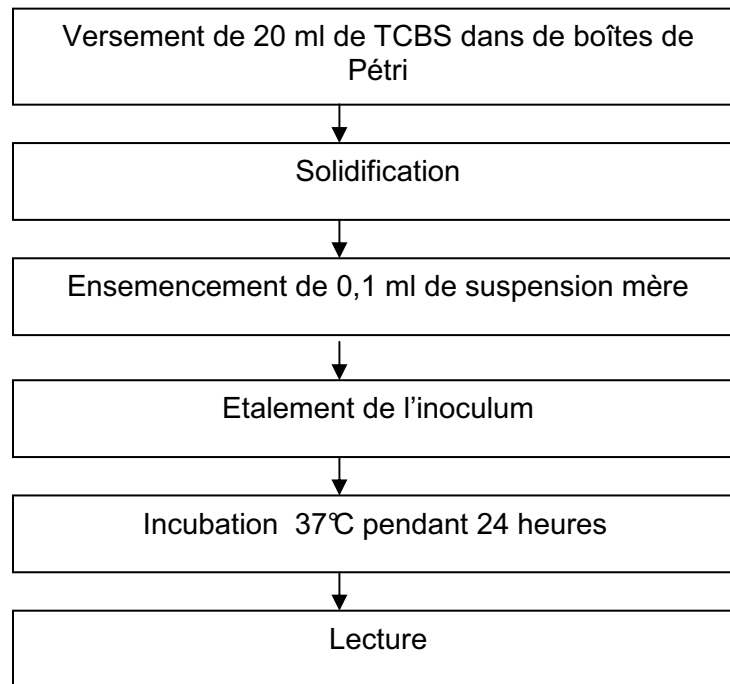 Versement de 20 ml de TCBS dans de boîtes de
Pétri
Solidification
Ensemencement de 0,1 ml de suspension mère
Etalement de l’inoculum
Incubation 37°C pendant 24 heures
Lecture